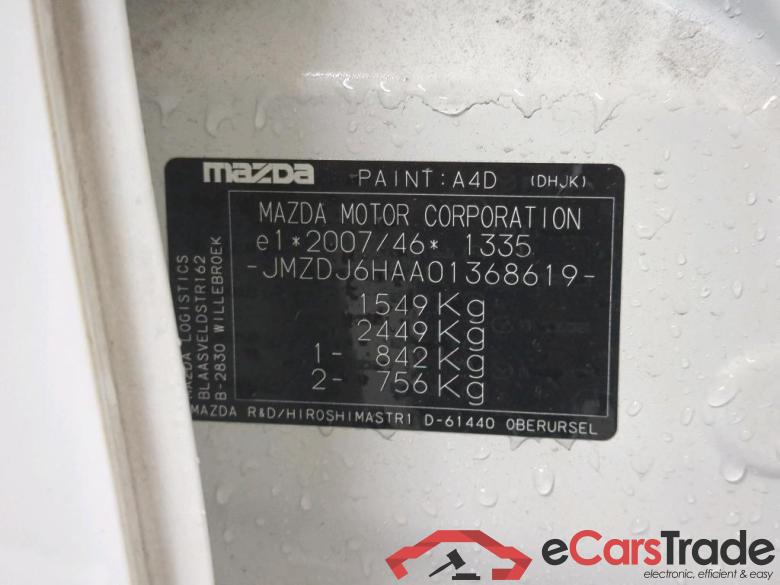 mazda PAINT: A4D (DHJK)
MAZDA MOTOR CORPORATION
e1*2007/46* 1335
-JMZDJ6HAA01368619-
1549 Kg
2449 Kg
1- 842 Kg
2- 756 Kg
MAZDA LOGISTICS
BLAASVELDSTR162
B-2830 WILLEBROEK
MAZDA R&D/HIROSHIMASTR1 D-61440 OBERURSEL
eCarsTrade
electronic, efficient & easy